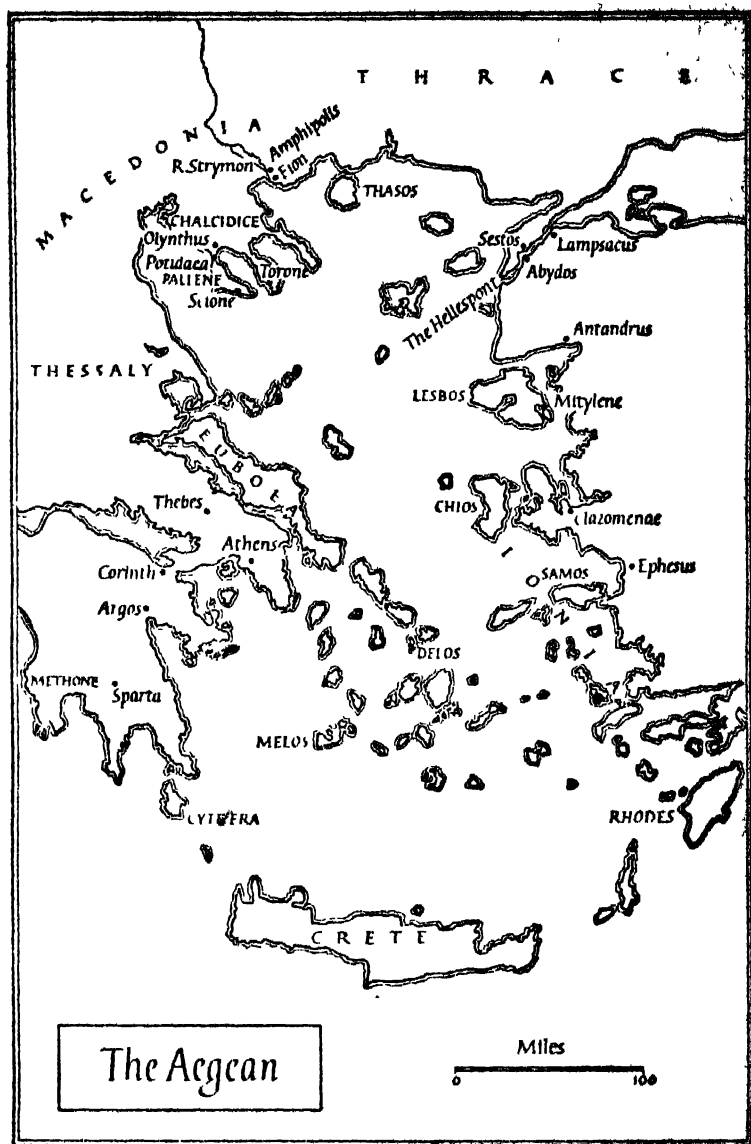 THRACE
MACEDONIA
Amphipolis
R.Strymon
Eion
THASOS
CHALCIDICE
Olynthus
Potidaea
PALLENE
Torone
Scione
Sestos
Lampsacus
Abydos
The Hellespont
Antandrus
THESSALY
LESBOS
Mitylene
EUBOEA
Thebes
CHIOS
Clazomenae
Athens
Corinth
SAMOS
Ephesus
Argos
IONIA
DELOS
METHONE
Sparta
MELOS
CYTHERA
RHODES
CRETE
The Aegean
Miles
0 100